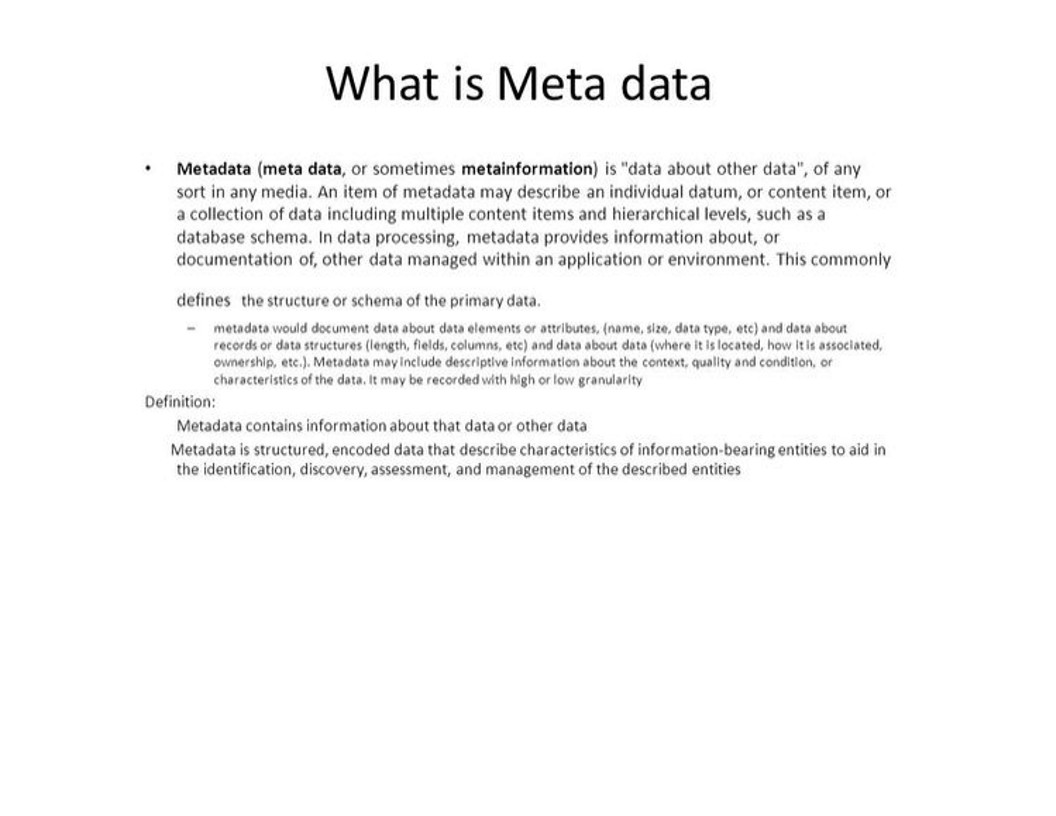 What is Meta data
• Metadata (meta data, or sometimes metainformation) is "data about other data", of any
sort in any media. An item of metadata may describe an individual datum, or content item, or
a collection of data including multiple content items and hierarchical levels, such as a
database schema. In data processing, metadata provides information about, or
documentation of, other data managed within an application or environment. This commonly
defines the structure or schema of the primary data.
– metadata would document data about data elements or attributes, (name, size, data type, etc) and data about
records or data structures (length, fields, columns, etc) and data about data (where it is located, how it is associated,
ownership, etc.). Metadata may include descriptive information about the context, quality and condition, or
characteristics of the data. It may be recorded with high or low granularity
Definition:
Metadata contains information about that data or other data
Metadata is structured, encoded data that describe characteristics of information-bearing entities to aid in
the identification, discovery, assessment, and management of the described entities